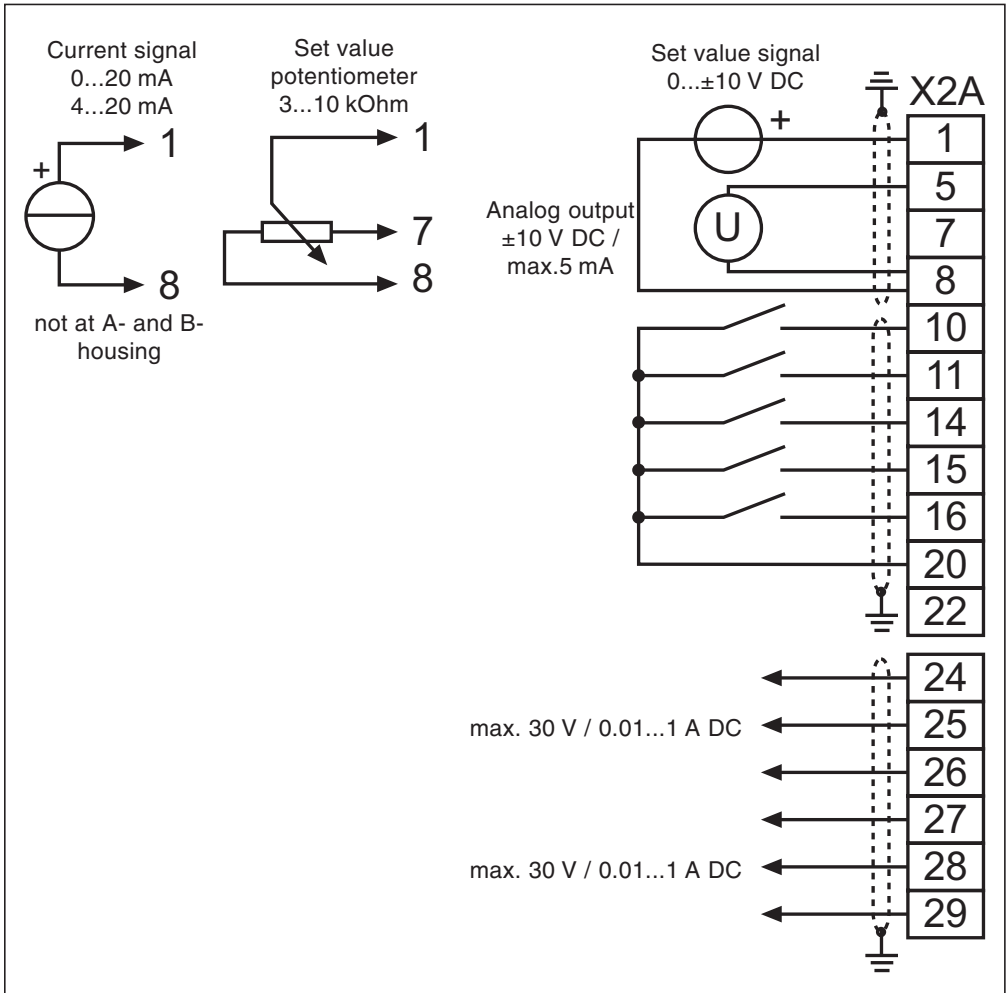 Current signal
0...20 mA
4...20 mA
+
1
8
not at A- and B-
housing
Set value
potentiometer
3...10 kOhm
1
7
8
Set value signal
0...±10 V DC
+
Analog output
±10 V DC /
max.5 mA
U
X2A
1
5
7
8
10
11
14
15
16
20
22
24
max. 30 V / 0.01...1 A DC
25
26
27
max. 30 V / 0.01...1 A DC
28
29